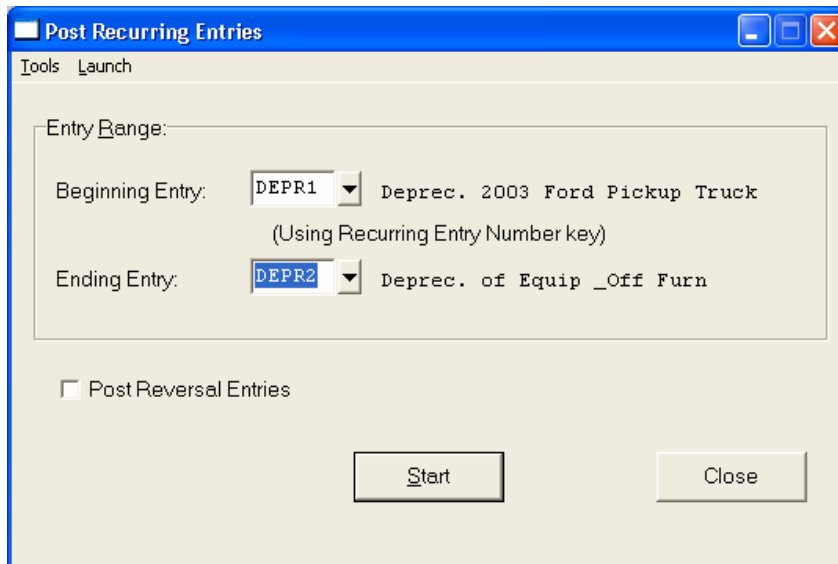 Post Recurring Entries
Tools Launch
Entry Range:
Beginning Entry: DEPR1 Deprec. 2003 Ford Pickup Truck
(Using Recurring Entry Number key)
Ending Entry: DEPR2 Deprec. of Equip _Off Furn
Post Reversal Entries
Start Close